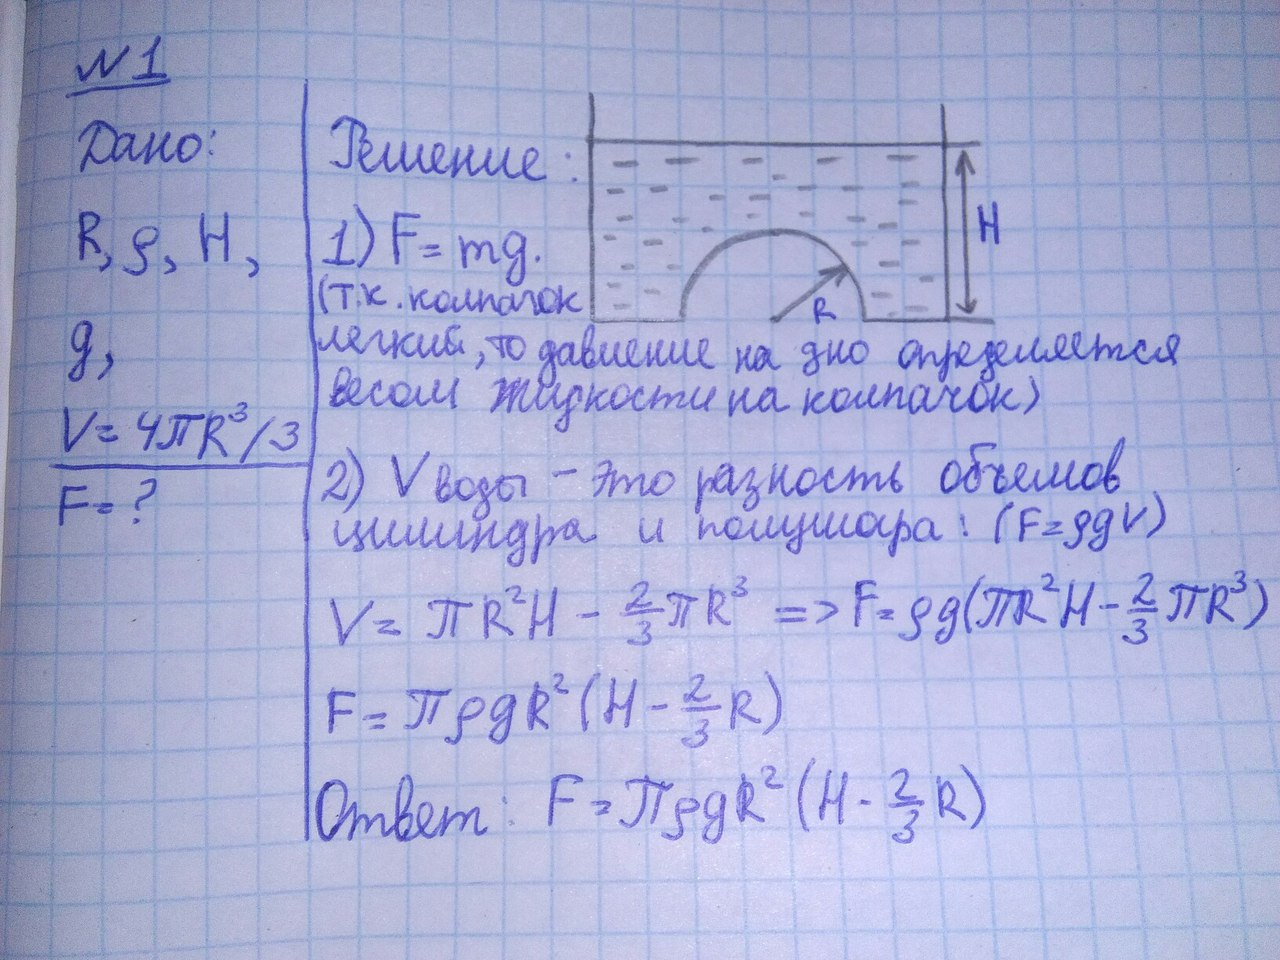 N1
Дано:
R, ρ, H,
g,
V = 4πR³/3
F = ?
Решение:
H
R
1) F = mg.
(т.к. колпачок
легкий, то давление на дно определяется
весом жидкости на колпачок)
2) V воды – это разность объемов
цилиндра и полушара: (F=ρgV)
V = πR²H - 2/3 πR³ => F = ρg(πR²H - 2/3 πR³)
F = πρgR² (H - 2/3 R)
Ответ: F = πρgR² (H - 2/3 R)